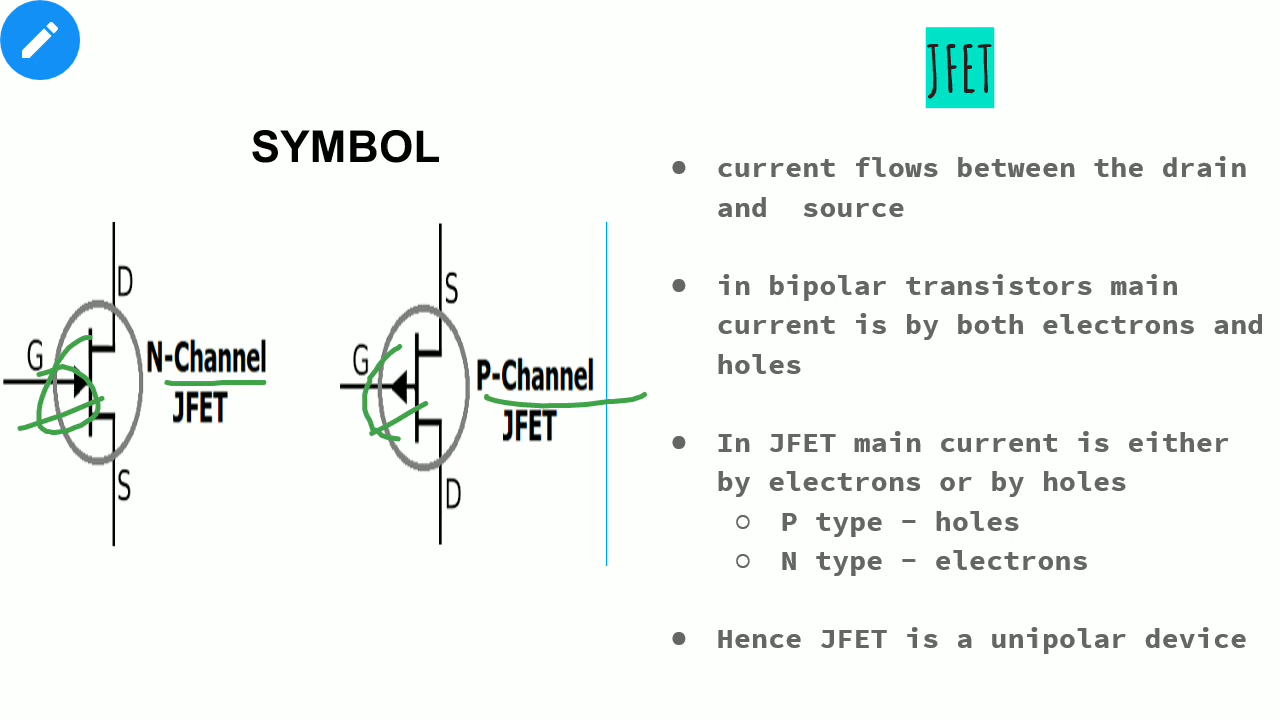 JFET
SYMBOL
D
G
N-Channel
JFET
S
S
G
P-Channel
JFET
D
● current flows between the drain
and source
● in bipolar transistors main
current is by both electrons and
holes
● In JFET main current is either
by electrons or by holes
○ P type - holes
○ N type - electrons
● Hence JFET is a unipolar device